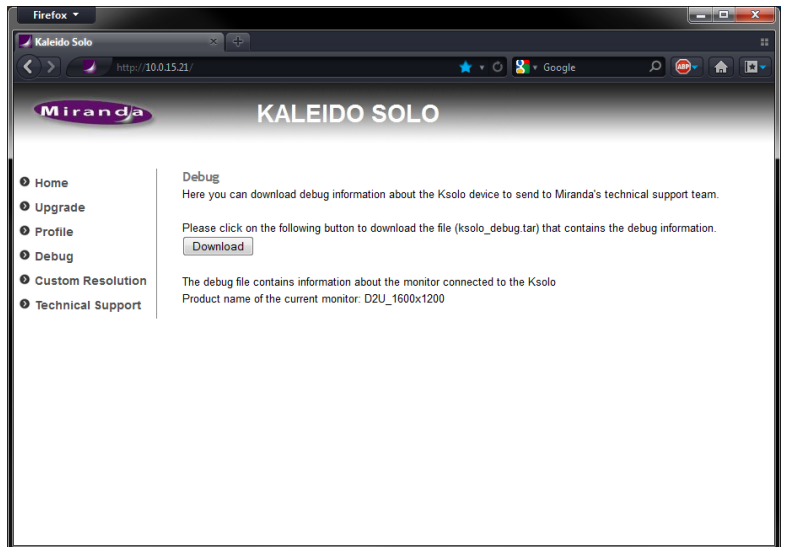 Firefox
Kaleido Solo
http://10.0.15.21/
Google
ABP
Miranda
KALEIDO SOLO
Home
Upgrade
Profile
Debug
Custom Resolution
Technical Support
Debug
Here you can download debug information about the Ksolo device to send to Miranda's technical support team.
Please click on the following button to download the file (ksolo_debug.tar) that contains the debug information.
Download
The debug file contains information about the monitor connected to the Ksolo
Product name of the current monitor: D2U_1600x1200